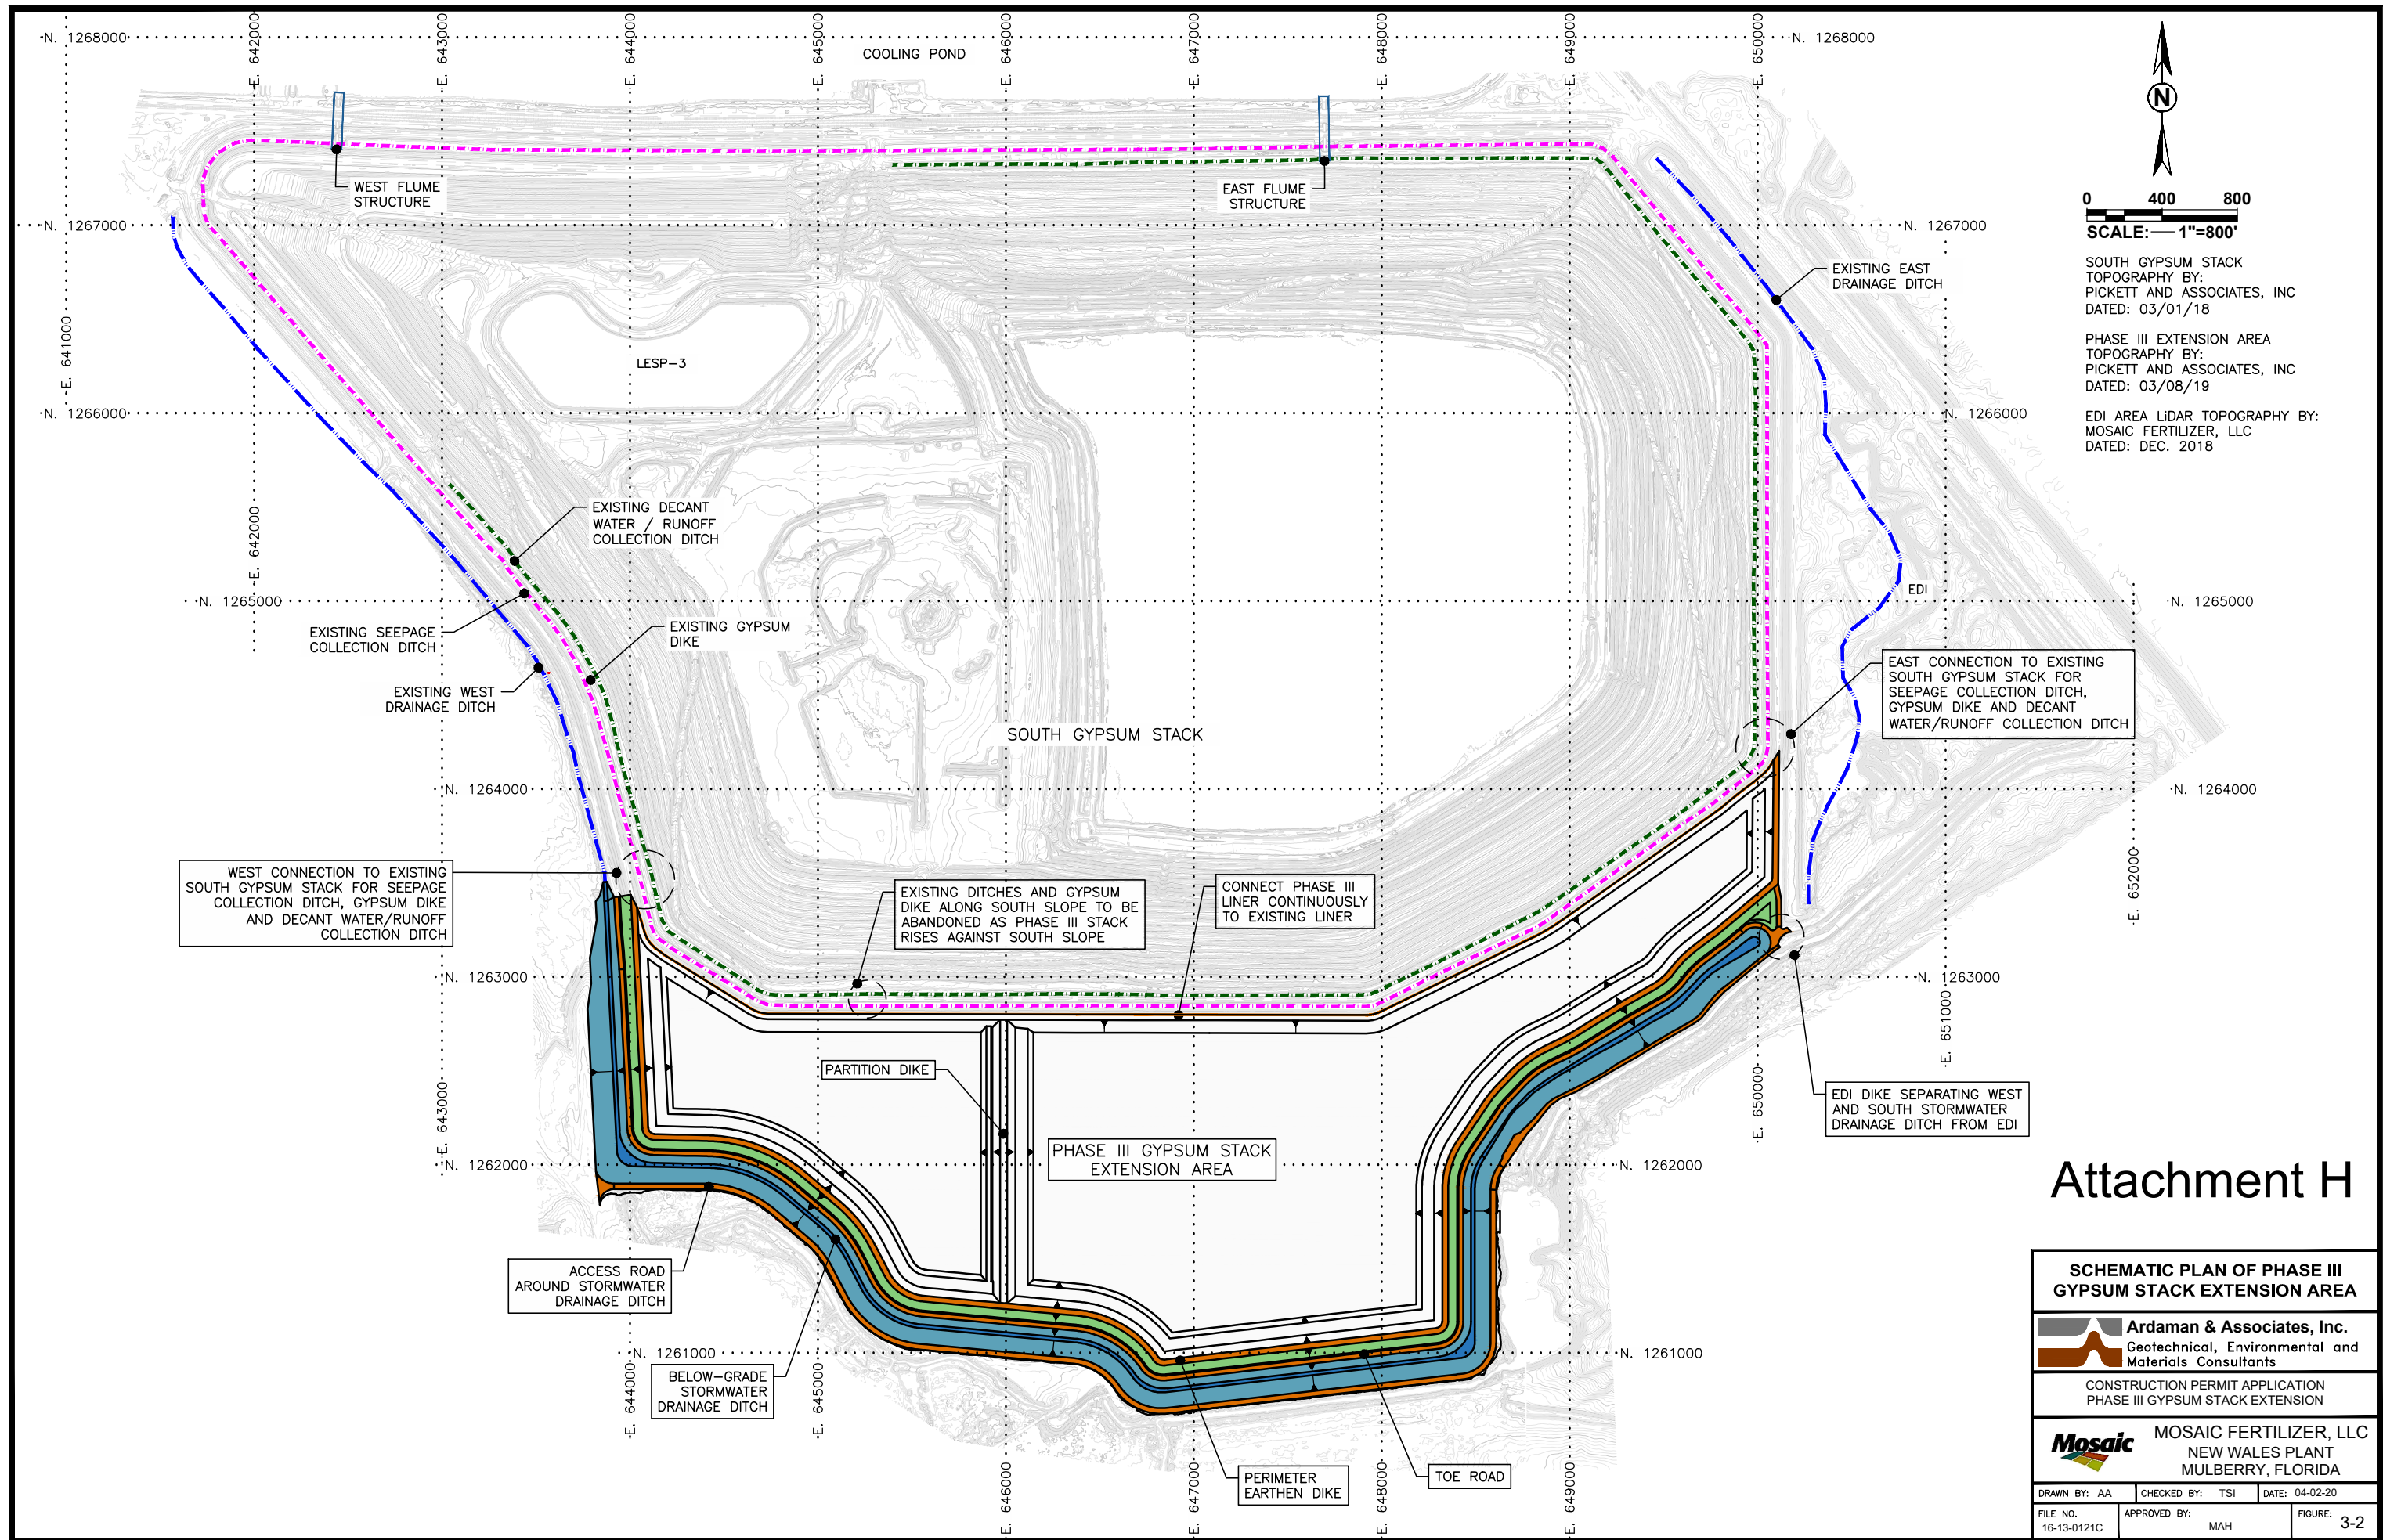 N. 1268000
E. 642000
E. 643000
E. 644000
E. 645000
E. 646000
E. 647000
E. 648000
E. 649000
E. 650000
N. 1268000
COOLING POND
WEST FLUME
STRUCTURE
EAST FLUME
STRUCTURE
N. 1267000
N. 1267000
EXISTING EAST
DRAINAGE DITCH
E. 641000
LESP-3
N. 1266000
N. 1266000
N
0 400 800
SCALE: 1"=800'
SOUTH GYPSUM STACK
TOPOGRAPHY BY:
PICKETT AND ASSOCIATES, INC
DATED: 03/01/18
PHASE III EXTENSION AREA
TOPOGRAPHY BY:
PICKETT AND ASSOCIATES, INC
DATED: 03/08/19
EDI AREA LiDAR TOPOGRAPHY BY:
MOSAIC FERTILIZER, LLC
DATED: DEC. 2018
E. 642000
EXISTING DECANT
WATER / RUNOFF
COLLECTION DITCH
N. 1265000
EDI
N. 1265000
EXISTING SEEPAGE
COLLECTION DITCH
EXISTING GYPSUM
DIKE
EXISTING WEST
DRAINAGE DITCH
SOUTH GYPSUM STACK
EAST CONNECTION TO EXISTING
SOUTH GYPSUM STACK FOR
SEEPAGE COLLECTION DITCH,
GYPSUM DIKE AND DECANT
WATER/RUNOFF COLLECTION DITCH
N. 1264000
N. 1264000
WEST CONNECTION TO EXISTING
SOUTH GYPSUM STACK FOR SEEPAGE
COLLECTION DITCH, GYPSUM DIKE
AND DECANT WATER/RUNOFF
COLLECTION DITCH
EXISTING DITCHES AND GYPSUM
DIKE ALONG SOUTH SLOPE TO BE
ABANDONED AS PHASE III STACK
RISES AGAINST SOUTH SLOPE
CONNECT PHASE III
LINER CONTINUOUSLY
TO EXISTING LINER
E. 652000
N. 1263000
N. 1263000
E. 651000
E. 643000
PARTITION DIKE
E. 650000
EDI DIKE SEPARATING WEST
AND SOUTH STORMWATER
DRAINAGE DITCH FROM EDI
N. 1262000
PHASE III GYPSUM STACK
EXTENSION AREA
N. 1262000
Attachment H
ACCESS ROAD
AROUND STORMWATER
DRAINAGE DITCH
N. 1261000
N. 1261000
BELOW-GRADE
STORMWATER
DRAINAGE DITCH
E. 644000
E. 645000
PERIMETER
EARTHEN DIKE
TOE ROAD
E. 646000
E. 647000
E. 648000
E. 649000
SCHEMATIC PLAN OF PHASE III
GYPSUM STACK EXTENSION AREA
Ardaman & Associates, Inc.
Geotechnical, Environmental and
Materials Consultants
CONSTRUCTION PERMIT APPLICATION
PHASE III GYPSUM STACK EXTENSION
Mosaic
MOSAIC FERTILIZER, LLC
NEW WALES PLANT
MULBERRY, FLORIDA
DRAWN BY: AA
CHECKED BY: TSI
DATE: 04-02-20
FILE NO.
16-13-0121C
APPROVED BY:
MAH
FIGURE: 3-2